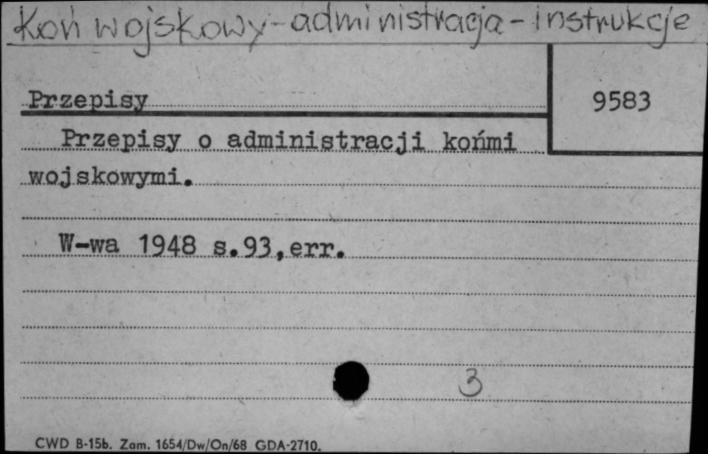 Koń wojskowy - administracja - instrukcje
Przepisy
9583
Przepisy o administracji końmi
wojskowymi.
W-wa 1948 s.93,err.
3
CWD B-15b. Zam. 1654/Dw/On/68 GDA-2710.